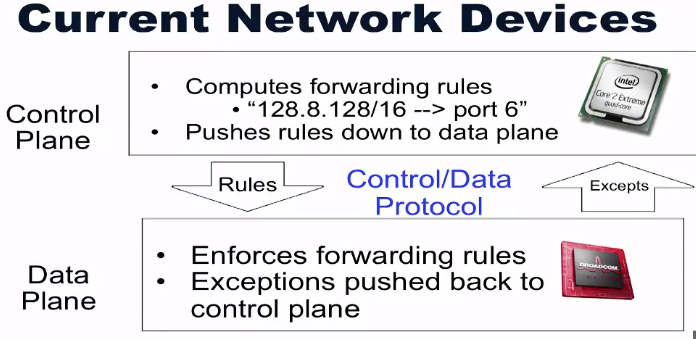 Current Network Devices
Control
Plane
• Computes forwarding rules
• “128.8.128/16 --> port 6”
• Pushes rules down to data plane
intel
Core 2 Extreme
quad-core
Rules
Control/Data
Protocol
Excepts
Data
Plane
• Enforces forwarding rules
• Exceptions pushed back to
control plane
BROADCOM